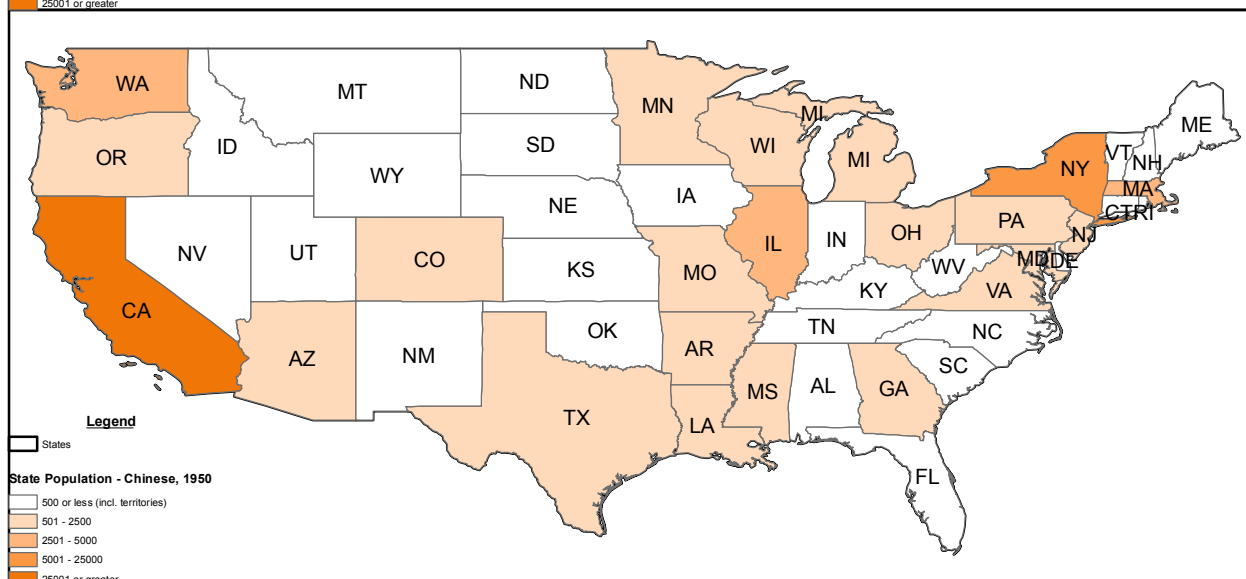 25001 or greater
WA
MT
ND
MN
MI
ME
VT
NH
OR
ID
SD
WI
MI
NY
MA
WY
IA
CT
RI
NE
PA
NV
UT
CO
IL
IN
OH
NJ
KS
MO
WV
MD
DE
VA
KY
CA
OK
TN
NC
AZ
NM
AR
SC
MS
AL
GA
TX
LA
FL
Legend
States
State Population - Chinese, 1950
500 or less (incl. territories)
501 - 2500
2501 - 5000
5001 - 25000
25001 or greater